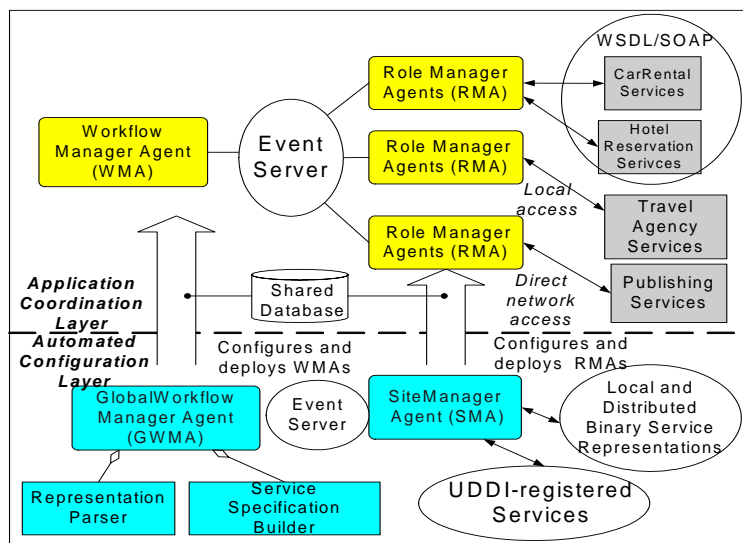 WSDL/SOAP
Role Manager
Agents (RMA)
CarRental
Services
Workflow
Manager Agent
(WMA)
Event
Server
Role Manager
Agents (RMA)
Hotel
Reservation
Serivces
Local
access
Role Manager
Agents (RMA)
Travel
Agency
Services
Application
Coordination
Layer
Shared
Database
Direct
network
access
Publishing
Services
Automated
Configuration
Layer
Configures and
deploys WMAs
Configures and
deploys RMAs
GlobalWorkflow
Manager Agent
(GWMA)
Event
Server
SiteManager
Agent (SMA)
Local and
Distributed
Binary Service
Representations
Representation
Parser
Service
Specification
Builder
UDDI-registered
Services